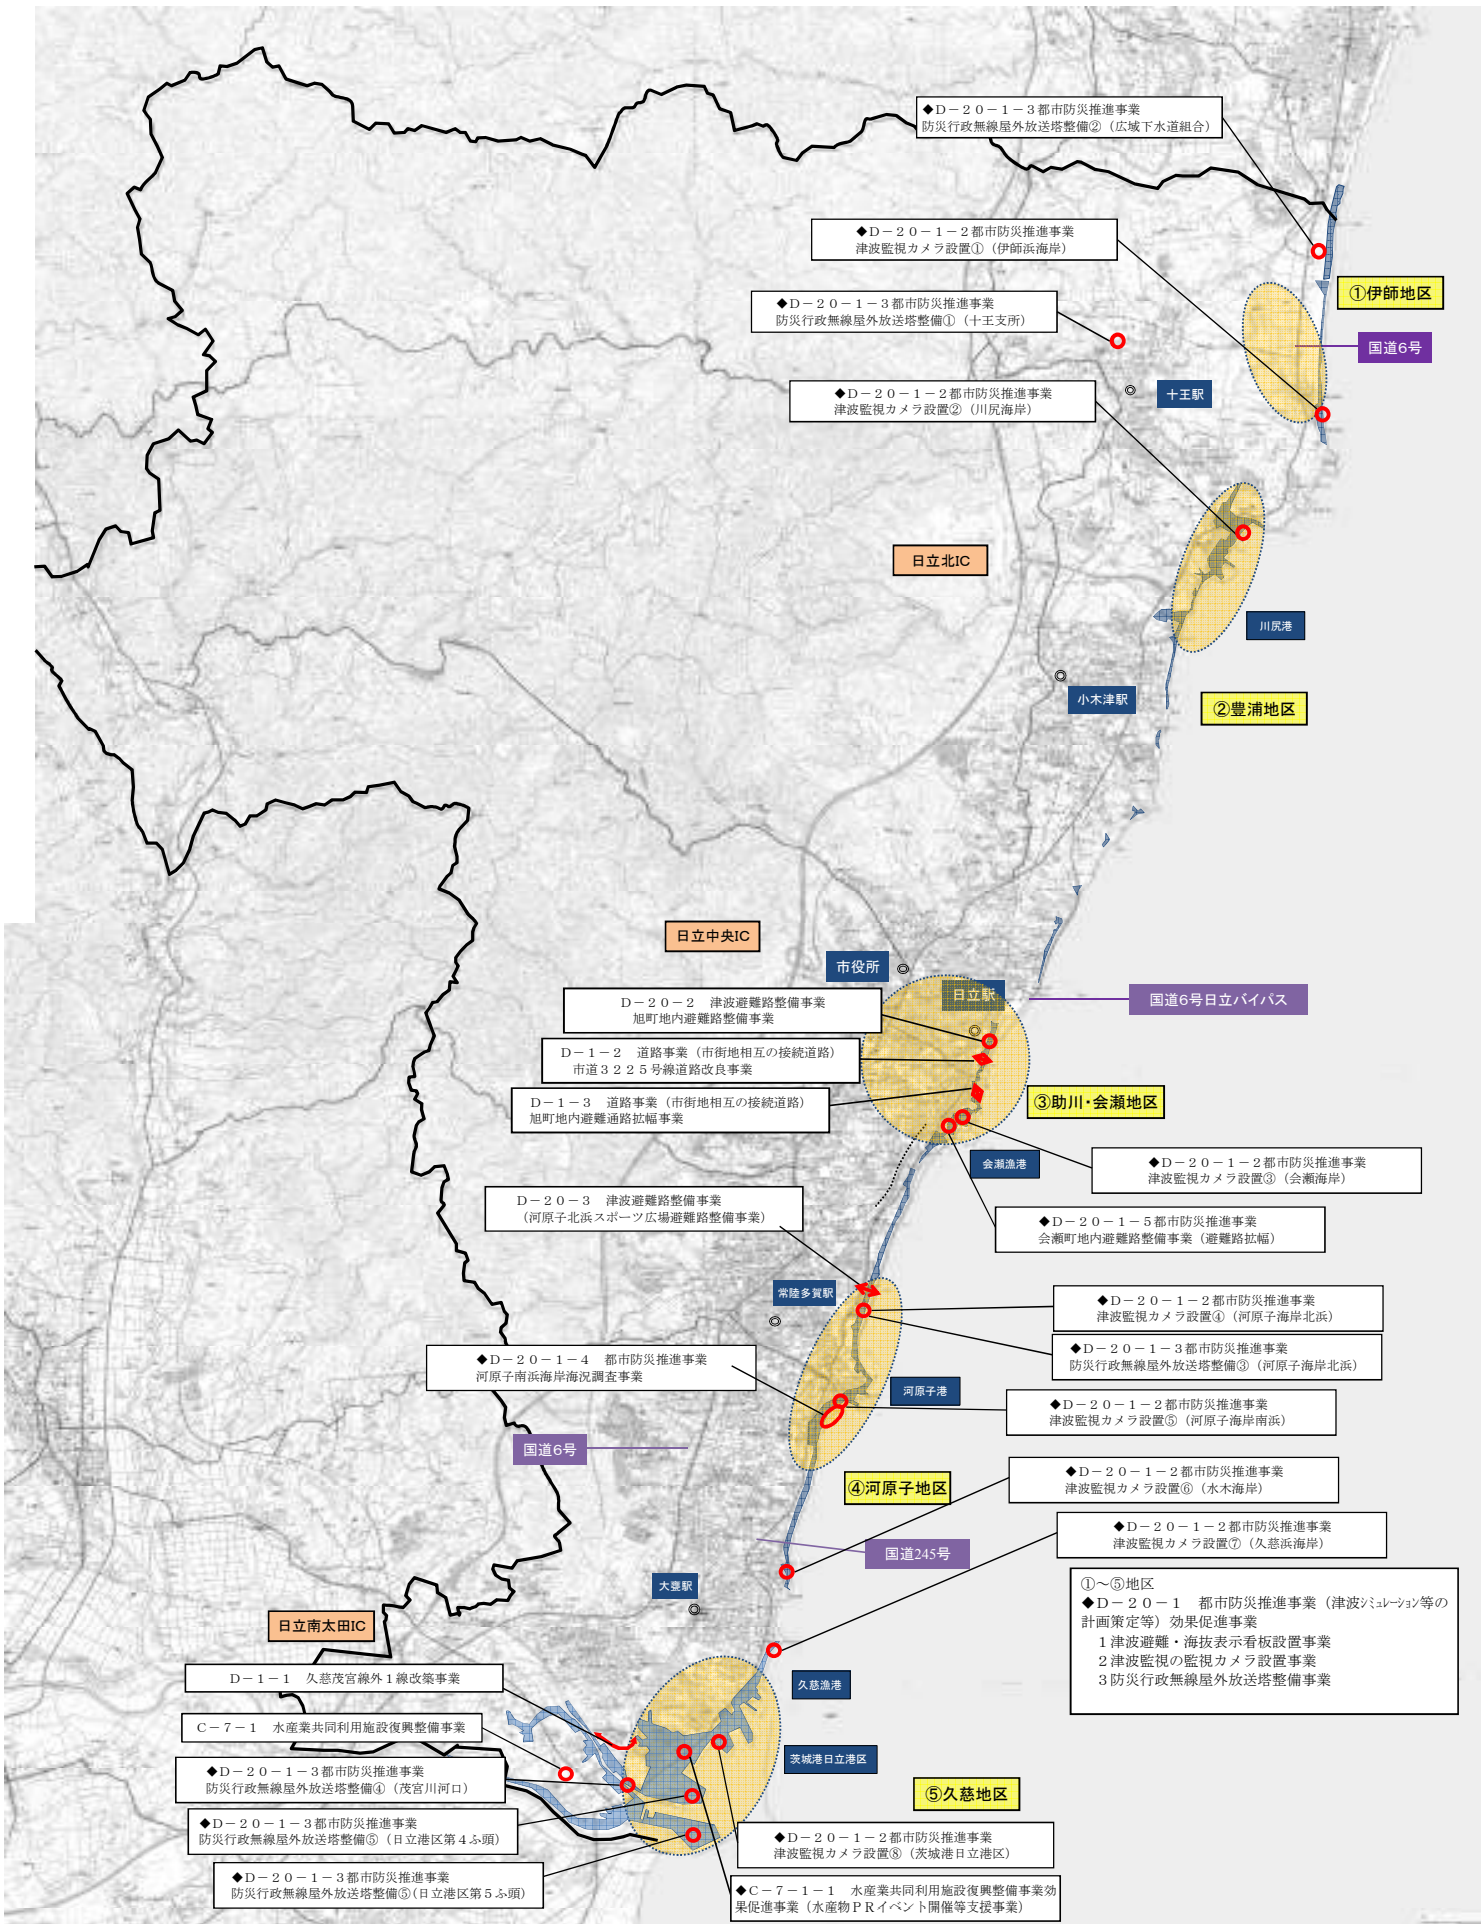 ◆Ｄ－２０－１－３都市防災推進事業
防災行政無線屋外放送塔整備②（広域下水道組合）
◆Ｄ－２０－１－２都市防災推進事業
津波監視カメラ設置①（伊師浜海岸）
①伊師地区
◆Ｄ－２０－１－３都市防災推進事業
防災行政無線屋外放送塔整備①（十王支所）
国道6号
◆Ｄ－２０－１－２都市防災推進事業
津波監視カメラ設置②（川尻海岸）
十王駅
日立北IC
川尻港
小木津駅
②豊浦地区
日立中央IC
市役所
日立駅
国道6号日立バイパス
Ｄ－２０－２　津波避難路整備事業
旭町地内避難路整備事業
Ｄ－１－２　道路事業（市街地相互の接続道路）
市道３２２５号線道路改良事業
Ｄ－１－３　道路事業（市街地相互の接続道路）
旭町地内避難通路拡幅事業
③助川・会瀬地区
会瀬漁港
◆Ｄ－２０－１－２都市防災推進事業
津波監視カメラ設置③（会瀬海岸）
Ｄ－２０－３　津波避難路整備事業
（河原子北浜スポーツ広場避難路整備事業）
◆Ｄ－２０－１－５都市防災推進事業
会瀬町地内避難路整備事業（避難路拡幅）
常陸多賀駅
◆Ｄ－２０－１－２都市防災推進事業
津波監視カメラ設置④（河原子海岸北浜）
◆Ｄ－２０－１－３都市防災推進事業
防災行政無線屋外放送塔整備③（河原子海岸北浜）
◆Ｄ－２０－１－４　都市防災推進事業
河原子南浜海岸海況調査事業
河原子港
◆Ｄ－２０－１－２都市防災推進事業
津波監視カメラ設置⑤（河原子海岸南浜）
国道6号
④河原子地区
◆Ｄ－２０－１－２都市防災推進事業
津波監視カメラ設置⑥（水木海岸）
◆Ｄ－２０－１－２都市防災推進事業
津波監視カメラ設置⑦（久慈浜海岸）
国道245号
大甕駅
①～⑤地区
◆Ｄ－２０－１　都市防災推進事業（津波ｼﾐｭﾚｰｼｮﾝ等の
計画策定等）効果促進事業
１津波避難・海抜表示看板設置事業
２津波監視の監視カメラ設置事業
３防災行政無線屋外放送塔整備事業
日立南太田IC
Ｄ－１－１　久慈茂宮線外１線改築事業
久慈漁港
Ｃ－７－１　水産業共同利用施設復興整備事業
茨城港日立港区
◆Ｄ－２０－１－３都市防災推進事業
防災行政無線屋外放送塔整備④（茂宮川河口）
⑤久慈地区
◆Ｄ－２０－１－３都市防災推進事業
防災行政無線屋外放送塔整備⑤（日立港区第４ふ頭）
◆Ｄ－２０－１－２都市防災推進事業
津波監視カメラ設置⑧（茨城港日立港区）
◆Ｄ－２０－１－３都市防災推進事業
防災行政無線屋外放送塔整備⑤(日立港区第５ふ頭）
◆Ｃ－７－１－１　水産業共同利用施設復興整備事業効
果促進事業（水産物ＰＲイベント開催等支援事業）